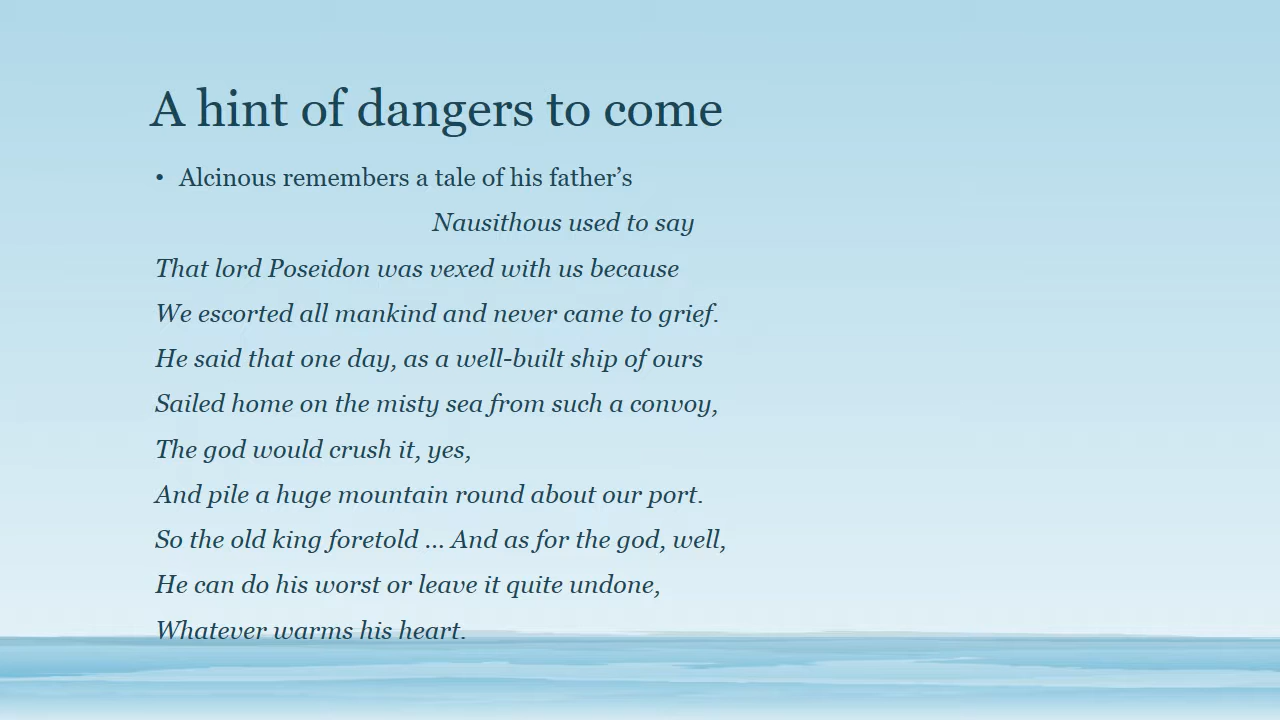 A hint of dangers to come
• Alcinous remembers a tale of his father’s
Nausithous used to say
That lord Poseidon was vexed with us because
We escorted all mankind and never came to grief.
He said that one day, as a well-built ship of ours
Sailed home on the misty sea from such a convoy,
The god would crush it, yes,
And pile a huge mountain round about our port.
So the old king foretold … And as for the god, well,
He can do his worst or leave it quite undone,
Whatever warms his heart.